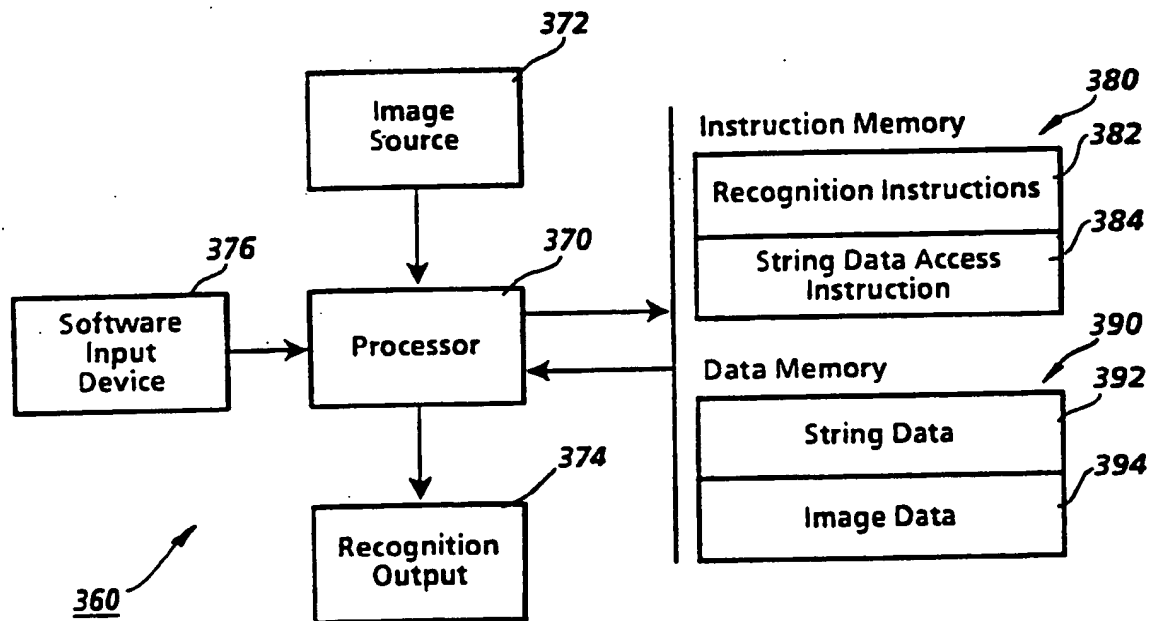 372
Image
Source
380
Instruction Memory
382
Recognition Instructions
384
String Data Access
Instruction
376
Software
Input
Device
370
Processor
390
Data Memory
392
String Data
394
Image Data
374
Recognition
Output
360